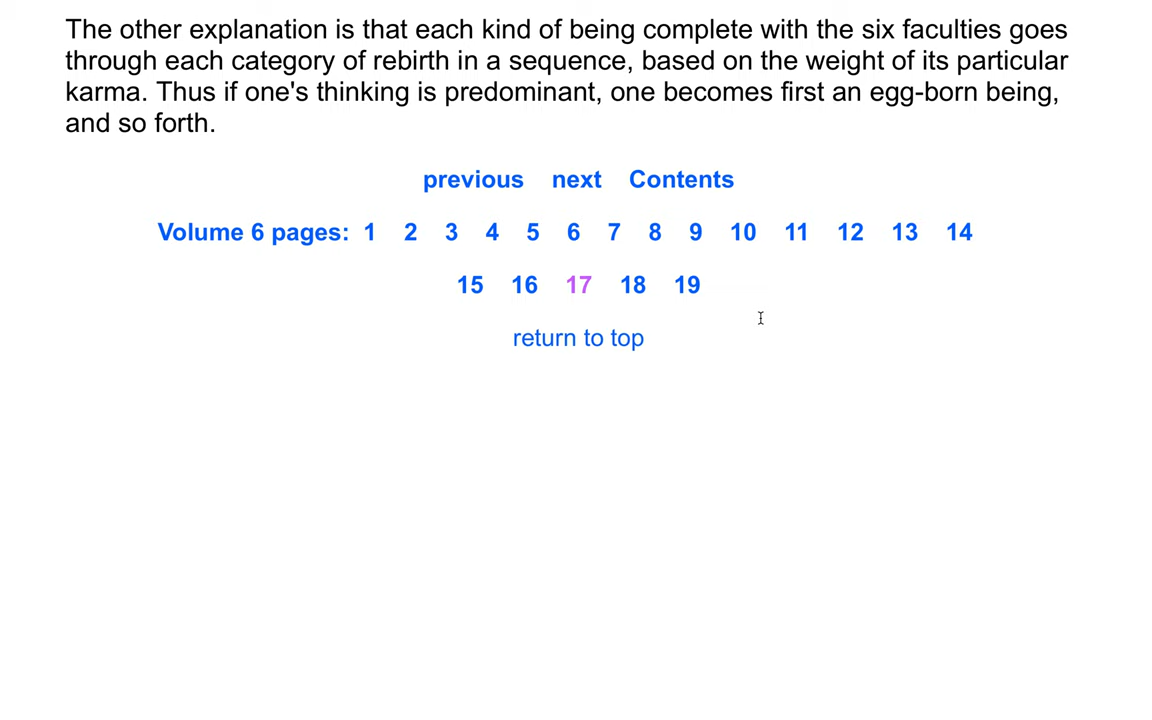 The other explanation is that each kind of being complete with the six faculties goes
through each category of rebirth in a sequence, based on the weight of its particular
karma. Thus if one's thinking is predominant, one becomes first an egg-born being,
and so forth.
previous next Contents
Volume 6 pages: 1 2 3 4 5 6 7 8 9 10 11 12 13 14
15 16 17 18 19
return to top